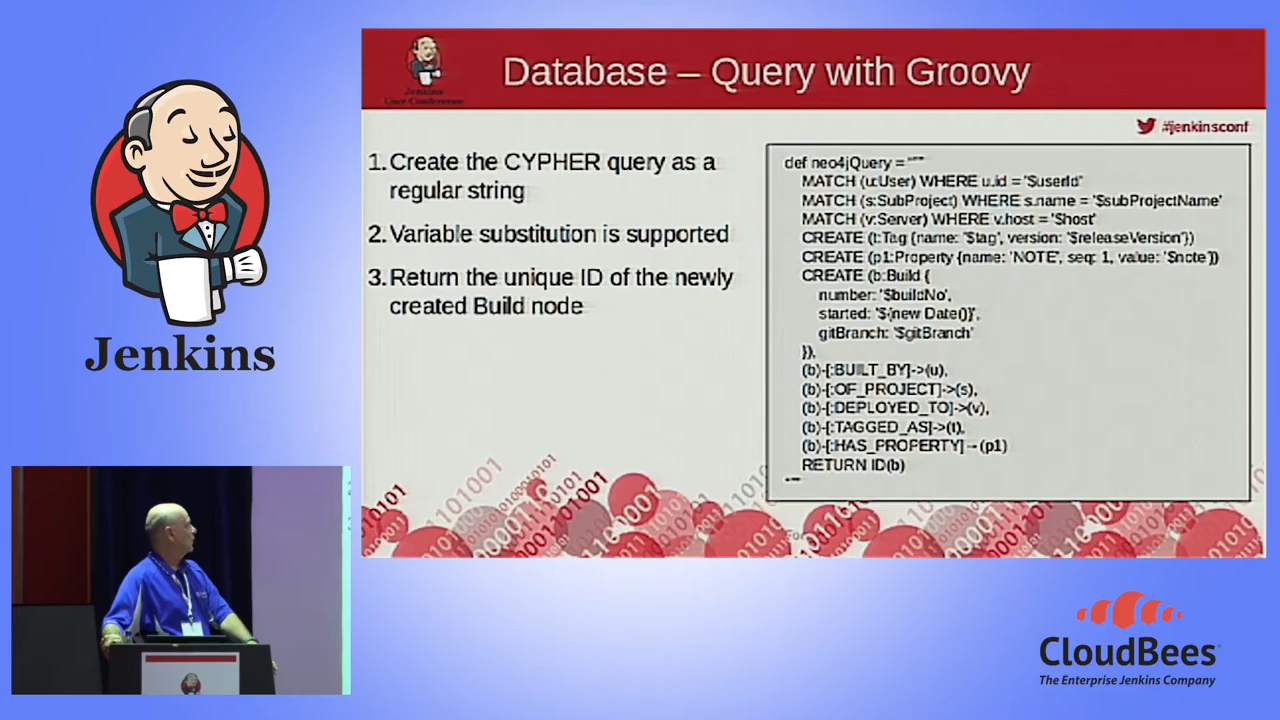 Jenkins
Jenkins
User Conference
Database – Query with Groovy
#jenkinsconf
1. Create the CYPHER query as a
regular string
2. Variable substitution is supported
3. Return the unique ID of the newly
created Build node
def neo4jQuery = """
MATCH (u:User) WHERE u.id = '$userId'
MATCH (s:SubProject) WHERE s.name = '$subProjectName'
MATCH (v:Server) WHERE v.host = '$host'
CREATE (t:Tag {name: '$tag', version: '$releaseVersion'})
CREATE (p1:Property {name: 'NOTE', seq: 1, value: '$note'})
CREATE (b:Build {
number: '$buildNo',
started: '${new Date()}',
gitBranch: '$gitBranch'
}),
(b)-[:BUILT_BY]->(u),
(b)-[:OF_PROJECT]->(s),
(b)-[:DEPLOYED_TO]->(v),
(b)-[:TAGGED_AS]->(t),
(b)-[:HAS_PROPERTY]→(p1)
RETURN ID(b)
"""
CloudBees
The Enterprise Jenkins Company